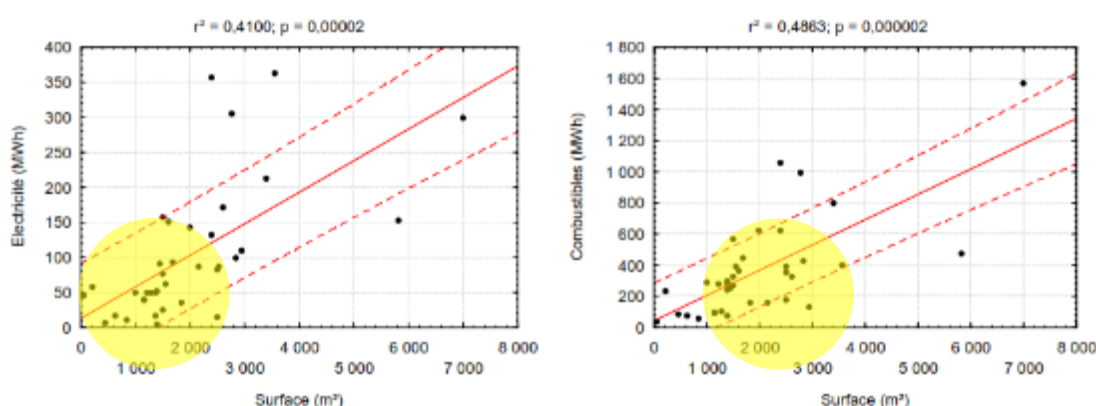 r² = 0,4100; p = 0,00002
Electricité (MWh)
400
350
300
250
200
150
100
50
0
0 2 000 4 000 6 000 8 000
1 000 3 000 5 000 7 000
Surface (m²)
r² = 0,4863; p = 0,000002
Combustibles (MWh)
1 800
1 600
1 400
1 200
1 000
800
600
400
200
0
0 2 000 4 000 6 000 8 000
1 000 3 000 5 000 7 000
Surface (m²)